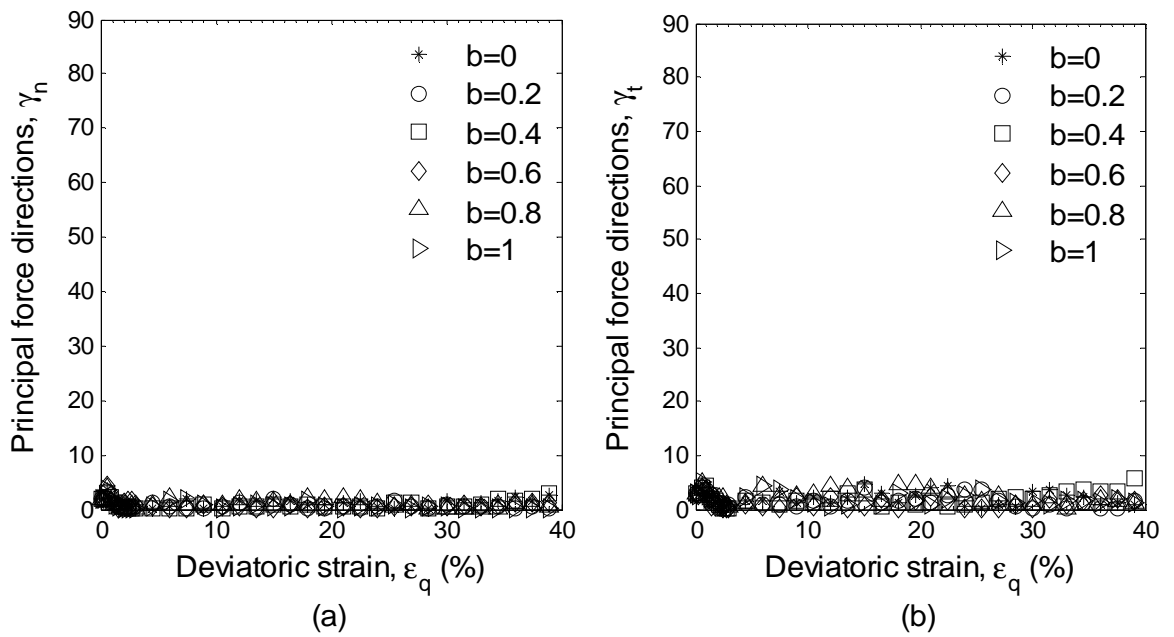 90
80
70
60
50
40
30
20
10
0
Principal force directions, γn
b=0
b=0.2
b=0.4
b=0.6
b=0.8
b=1
0 10 20 30 40
Deviatoric strain, εq (%)
(a)
90
80
70
60
50
40
30
20
10
0
Principal force directions, γt
b=0
b=0.2
b=0.4
b=0.6
b=0.8
b=1
0 10 20 30 40
Deviatoric strain, εq (%)
(b)